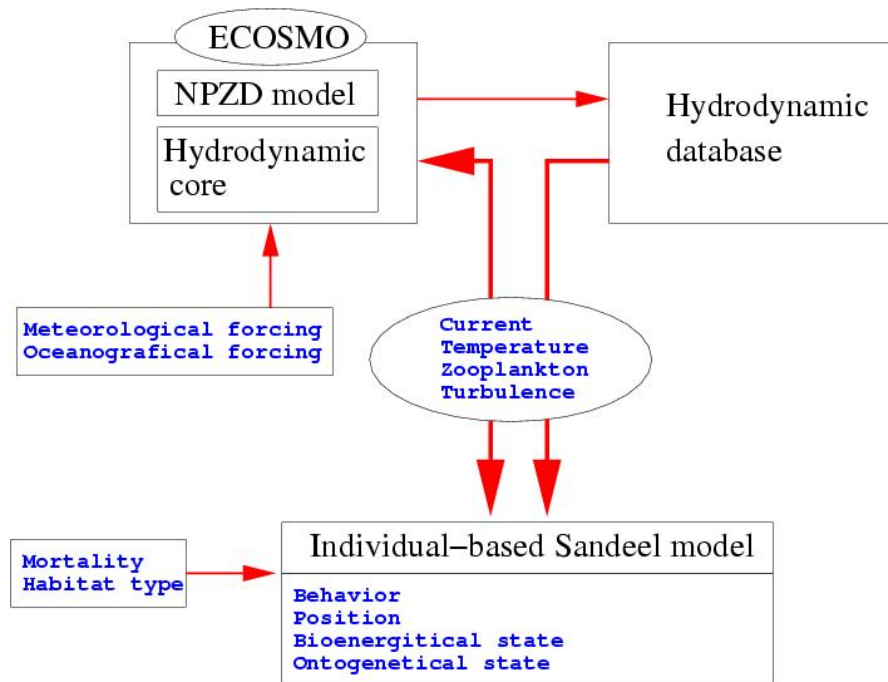 ECOSMO
NPZD model
Hydrodynamic
core
Hydrodynamic
database
Meteorological forcing
Oceanografical forcing
Current
Temperature
Zooplankton
Turbulence
Mortality
Habitat type
Individual–based Sandeel model
Behavior
Position
Bioenergitical state
Ontogenetical state